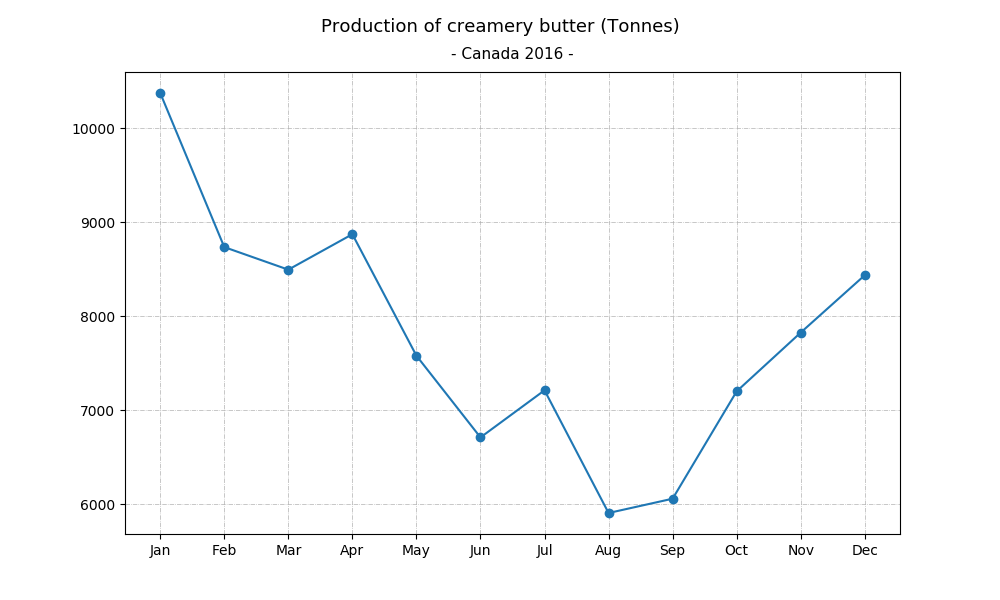 Production of creamery butter (Tonnes)
- Canada 2016 -
10000
9000
8000
7000
6000
Jan Feb Mar Apr May Jun Jul Aug Sep Oct Nov Dec